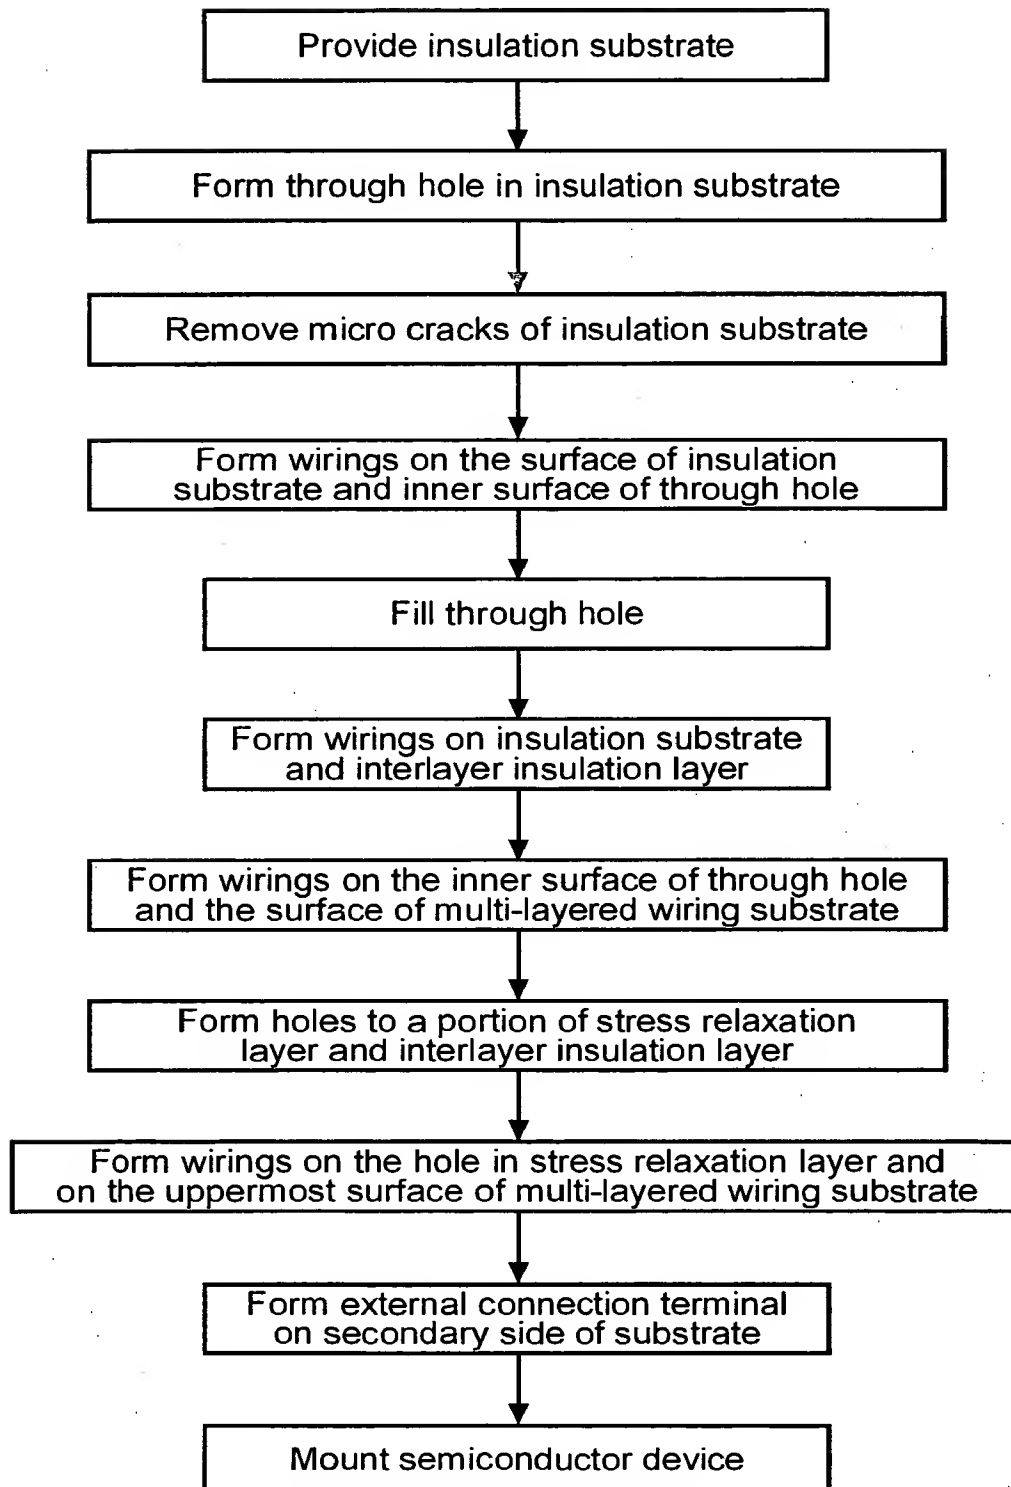 Provide insulation substrate
Form through hole in insulation substrate
Remove micro cracks of insulation substrate
Form wirings on the surface of insulation
substrate and inner surface of through hole
Fill through hole
Form wirings on insulation substrate
and interlayer insulation layer
Form wirings on the inner surface of through hole
and the surface of multi-layered wiring substrate
Form holes to a portion of stress relaxation
layer and interlayer insulation layer
Form wirings on the hole in stress relaxation layer and
on the uppermost surface of multi-layered wiring substrate
Form external connection terminal
on secondary side of substrate
Mount semiconductor device